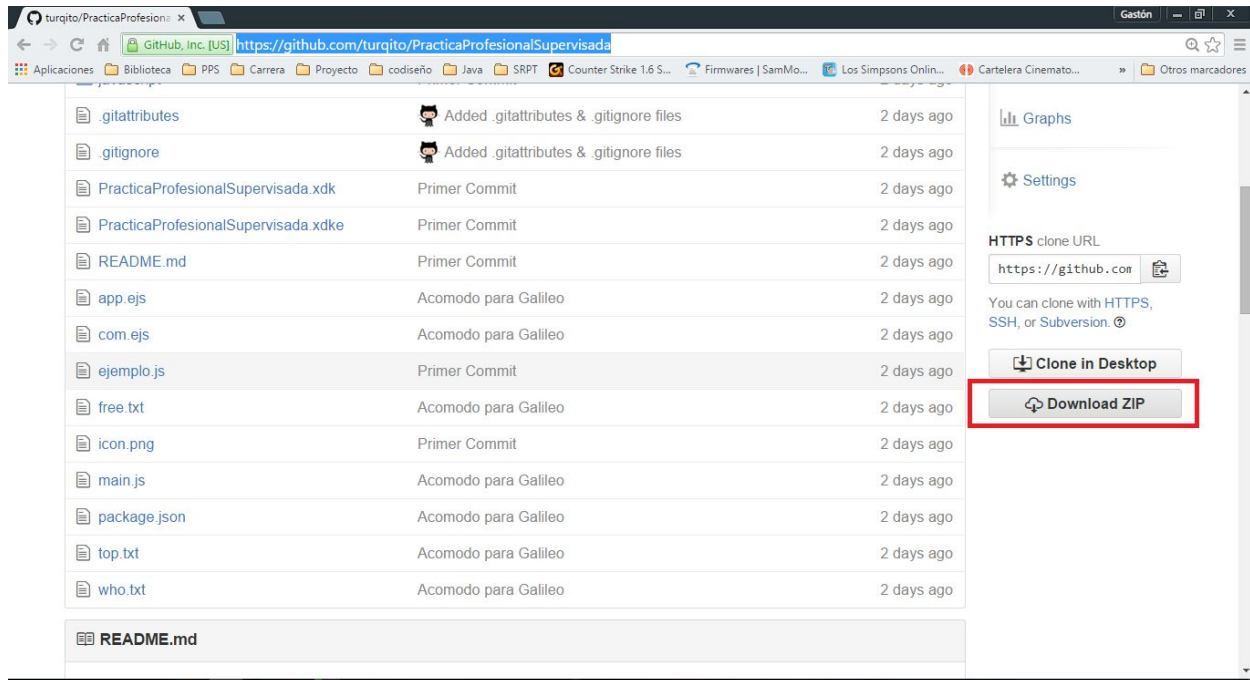 turqito/PracticaProfesiona
Gastón
GitHub, Inc. [US] https://github.com/turqito/PracticaProfesionalSupervisada
Aplicaciones Biblioteca PPS Carrera Proyecto codiseño Java SRPT Counter Strike 1.6 S... Firmwares | SamMo... Los Simpsons Onlin... Cartelera Cinemato... » Otros marcadores
javascript Primer Commit 2 days ago
.gitattributes Added .gitattributes & .gitignore files 2 days ago
Graphs
.gitignore Added .gitattributes & .gitignore files 2 days ago
PracticaProfesionalSupervisada.xdk Primer Commit 2 days ago
Settings
PracticaProfesionalSupervisada.xdke Primer Commit 2 days ago
HTTPS clone URL
README.md Primer Commit 2 days ago
https://github.com
app.ejs Acomodo para Galileo 2 days ago
You can clone with HTTPS,
SSH, or Subversion.
com.ejs Acomodo para Galileo 2 days ago
ejemplo.js Primer Commit 2 days ago
Clone in Desktop
free.txt Acomodo para Galileo 2 days ago
Download ZIP
icon.png Primer Commit 2 days ago
main.js Acomodo para Galileo 2 days ago
package.json Acomodo para Galileo 2 days ago
top.txt Acomodo para Galileo 2 days ago
who.txt Acomodo para Galileo 2 days ago
README.md